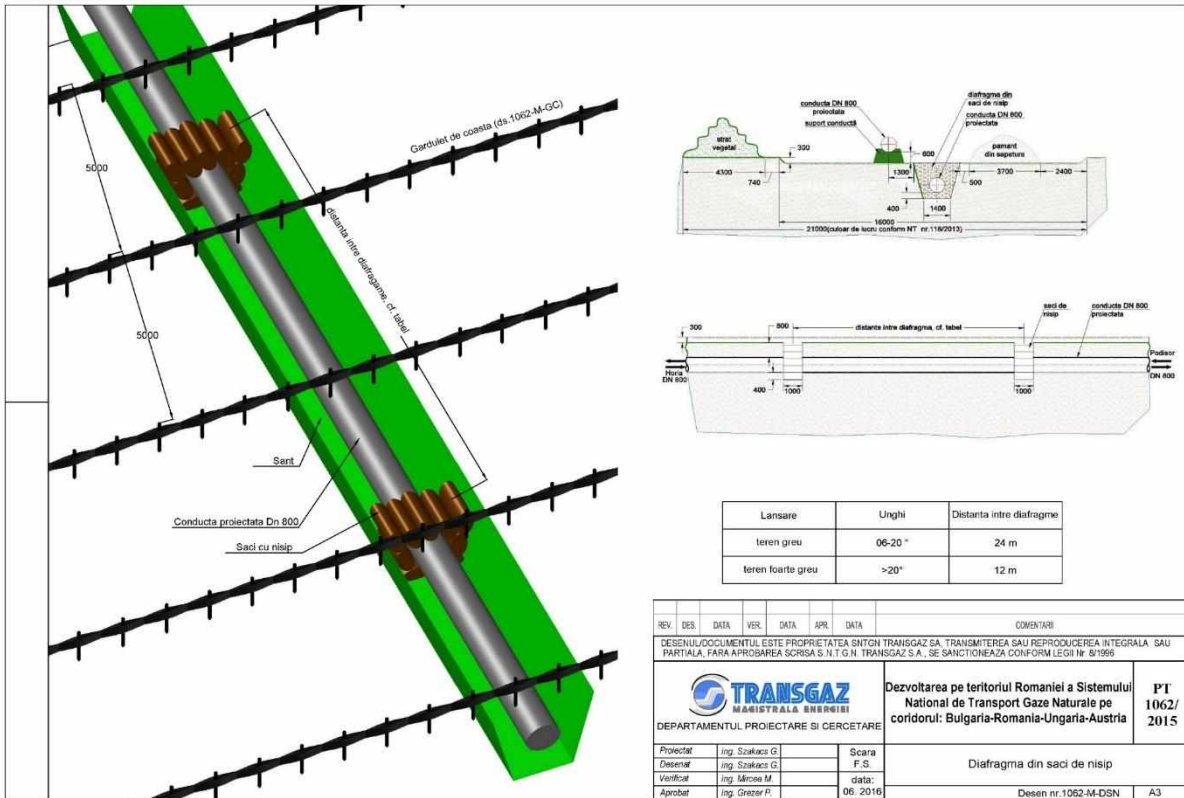 5000
5000
Gardulet de coasta (ds.1062-M-GC)
distanta intre diafragame, cf. tabel
Sant
Conducta proiectata Dn 800
Saci cu nisip
conducta DN 800
proiectata
suport conductă
diafragma din
saci de nisip
conducta DN 800
proiectata
strat
vegetal
pamant
din sapatura
300
600
4300
740
1300
500
3700
2400
400
1400
16000
21000(culoar de lucru conform NT nr.118/2013)
saci de
nisip
conducta DN 800
proiectata
300
800
distanta intre diafragma, cf. tabel
Podisor
DN 800
Horia
DN 800
400
1000
1000
Lansare Unghi Distanta intre diafragme
teren greu 06-20 ° 24 m
teren foarte greu >20° 12 m
REV. DES. DATA VER. DATA APR. DATA COMENTARII
DESENUL/DOCUMENTUL ESTE PROPRIETATEA SNTGN TRANSGAZ SA, TRANSMITEREA SAU REPRODUCEREA INTEGRALA SAU
PARTIALA, FARA APROBAREA SCRISA S.N.T.G.N. TRANSGAZ S.A., SE SANCTIONEAZA CONFORM LEGII Nr. 8/1996
TRANSGAZ
MAGISTRALA ENERGIEI
DEPARTAMENTUL PROIECTARE SI CERCETARE
Dezvoltarea pe teritoriul Romaniei a Sistemului
National de Transport Gaze Naturale pe
coridorul: Bulgaria-Romania-Ungaria-Austria
PT
1062/
2015
Proiectat ing. Szakacs G.
Desenat ing. Szakacs G.
Verificat ing. Mircea M.
Aprobat ing. Grezer P.
Scara
F.S.
data:
06. 2016
Diafragma din saci de nisip
Desen nr.1062-M-DSN A3